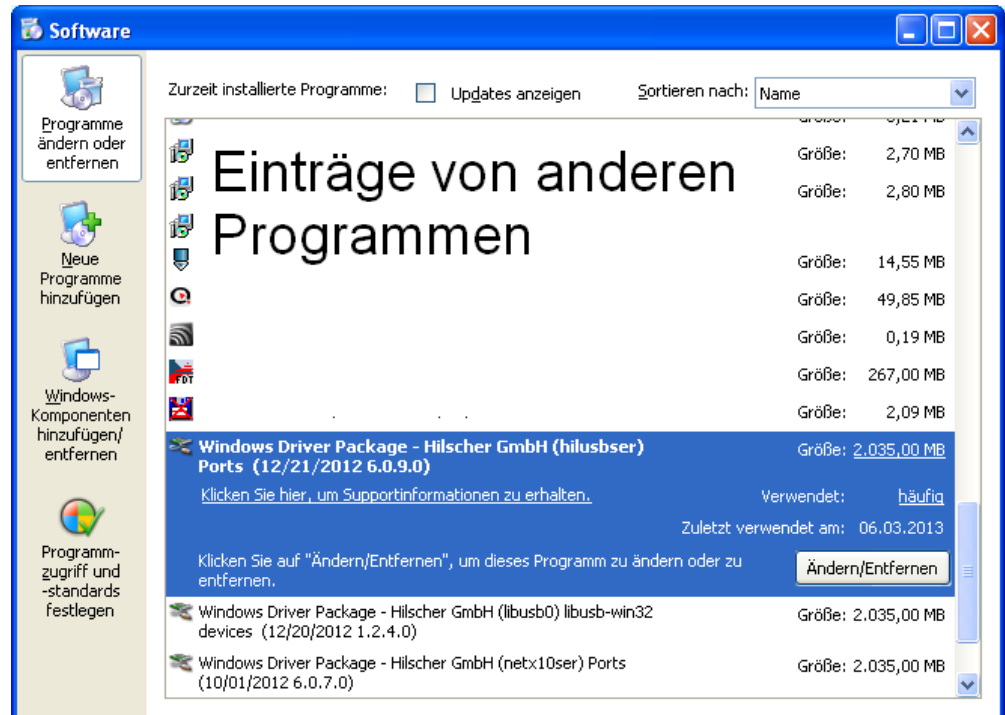 Software
Programme
ändern oder
entfernen
Neue
Programme
hinzufügen
Windows-
Komponenten
hinzufügen/
entfernen
Programm-
zugriff und
-standards
festlegen
Zurzeit installierte Programme:
Updates anzeigen
Sortieren nach:
Name
Einträge von anderen
Programmen
Größe: 2,70 MB
Größe: 2,80 MB
Größe: 14,55 MB
Größe: 49,85 MB
Größe: 0,19 MB
FDT
Größe: 267,00 MB
Größe: 2,09 MB
Windows Driver Package - Hilscher GmbH (hilusbser)
Ports (12/21/2012 6.0.9.0)
Größe: 2.035,00 MB
Klicken Sie hier, um Supportinformationen zu erhalten.
Verwendet: häufig
Zuletzt verwendet am: 06.03.2013
Klicken Sie auf "Ändern/Entfernen", um dieses Programm zu ändern oder zu
entfernen.
Ändern/Entfernen
Windows Driver Package - Hilscher GmbH (libusb0) libusb-win32
devices (12/20/2012 1.2.4.0)
Größe: 2.035,00 MB
Windows Driver Package - Hilscher GmbH (netx10ser) Ports
(10/01/2012 6.0.7.0)
Größe: 2.035,00 MB